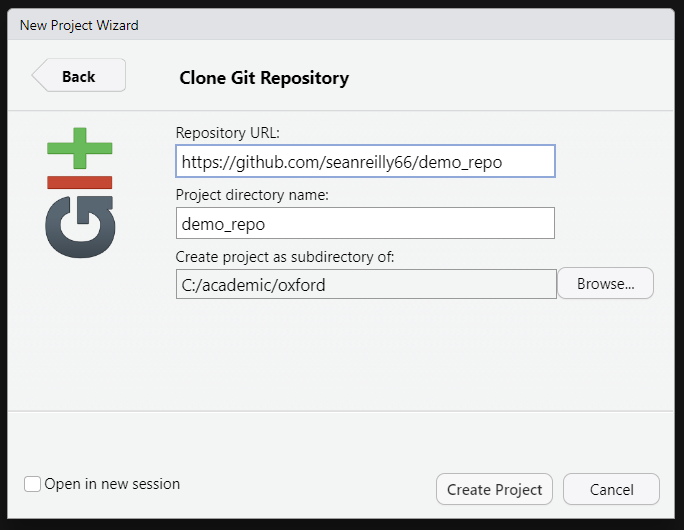 New Project Wizard
Back
Clone Git Repository
GIt
Repository URL:
https://github.com/seanreilly66/demo_repo
Project directory name:
demo_repo
Create project as subdirectory of:
C:/academic/oxford
Browse...
Open in new session
Create Project
Cancel